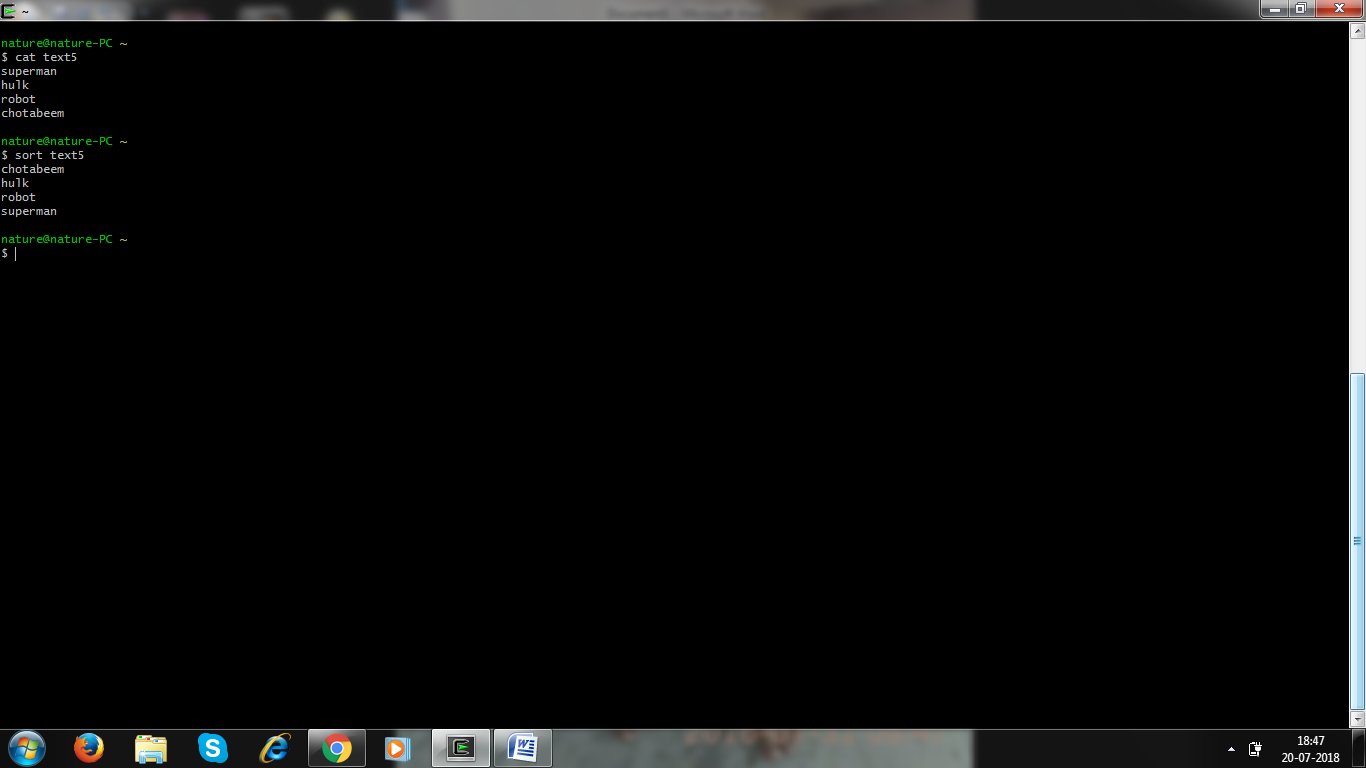 ~
nature@nature-PC ~
$ cat text5
superman
hulk
robot
chotabeem
nature@nature-PC ~
$ sort text5
chotabeem
hulk
robot
superman
nature@nature-PC ~
$
18:47
20-07-2018